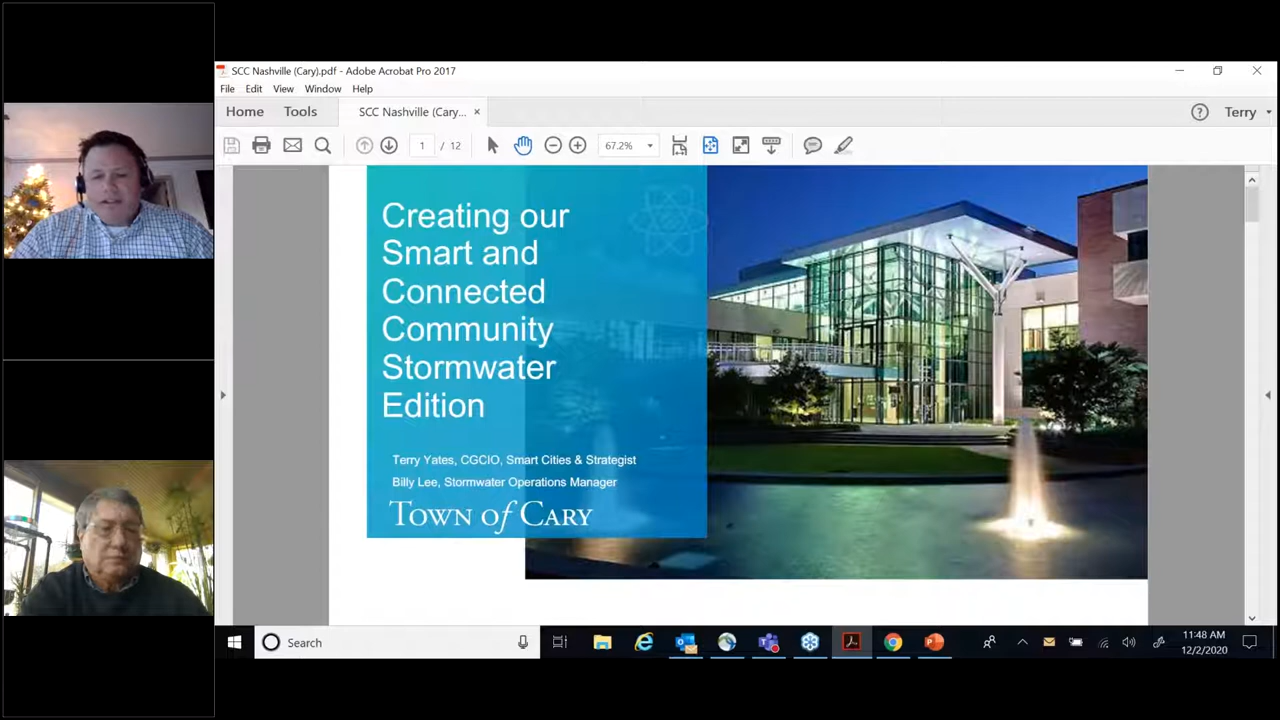 SCC Nashville (Cary).pdf - Adobe Acrobat Pro 2017
File Edit View Window Help
Home Tools SCC Nashville (Cary... × Terry
1 / 12 67.2%
Creating our
Smart and
Connected
Community
Stormwater
Edition
Terry Yates, CGCIO, Smart Cities & Strategist
Billy Lee, Stormwater Operations Manager
TOWN of CARY
Search
11:48 AM
12/2/2020